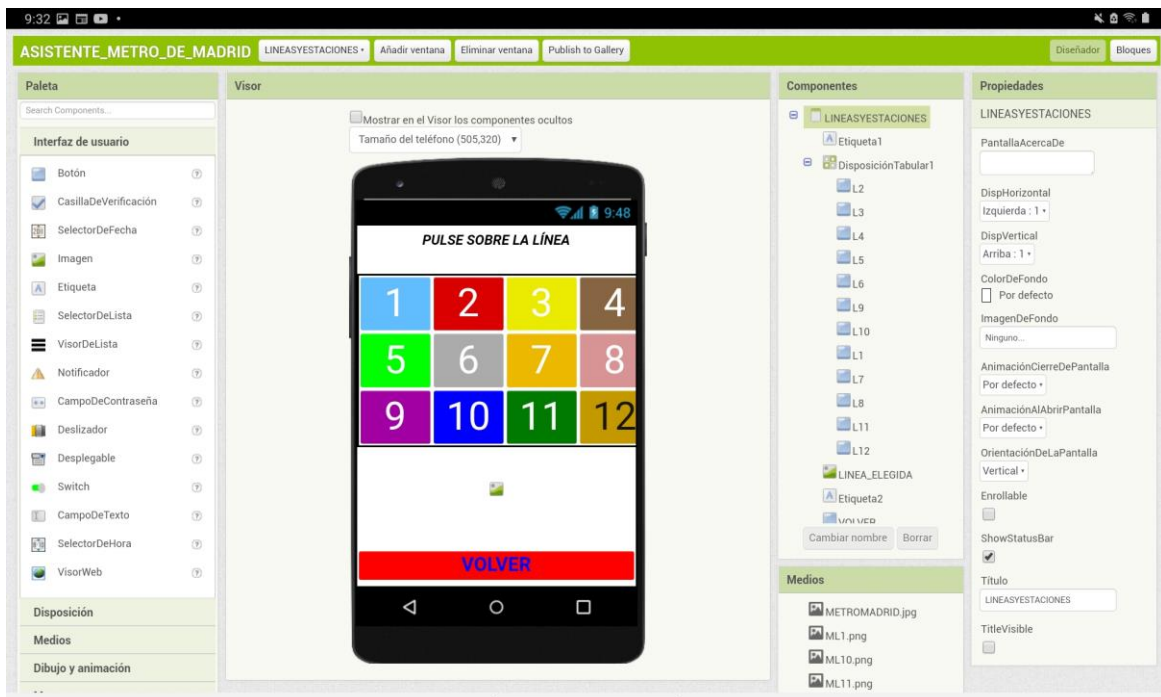 9:32
ASISTENTE_METRO_DE_MADRID
LINEASYESTACIONES
Añadir ventana
Eliminar ventana
Publish to Gallery
Diseñador
Bloques
Paleta
Search Components...
Interfaz de usuario
Botón
CasillaDeVerificación
SelectorDeFecha
Imagen
Etiqueta
SelectorDeLista
VisorDeLista
Notificador
CampoDeContraseña
Deslizador
Desplegable
Switch
CampoDeTexto
SelectorDeHora
VisorWeb
Disposición
Medios
Dibujo y animación
Visor
Mostrar en el Visor los componentes ocultos
Tamaño del teléfono (505,320)
9:48
PULSE SOBRE LA LÍNEA
1 2 3 4
5 6 7 8
9 10 11 12
VOLVER
Componentes
LINEASYESTACIONES
Etiqueta1
DisposiciónTabular1
L2
L3
L4
L5
L6
L9
L10
L1
L7
L8
L11
L12
LINEA_ELEGIDA
Etiqueta2
VOLVER
Cambiar nombre
Borrar
Medios
METROMADRID.jpg
ML1.png
ML10.png
ML11.png
Propiedades
LINEASYESTACIONES
PantallaAcercaDe
DispHorizontal
Izquierda : 1
DispVertical
Arriba : 1
ColorDeFondo
Por defecto
ImagenDeFondo
Ninguno...
AnimaciónCierreDePantalla
Por defecto
AnimaciónAlAbrirPantalla
Por defecto
OrientaciónDeLaPantalla
Vertical
Enrollable
ShowStatusBar
Título
LINEASYESTACIONES
TitleVisible